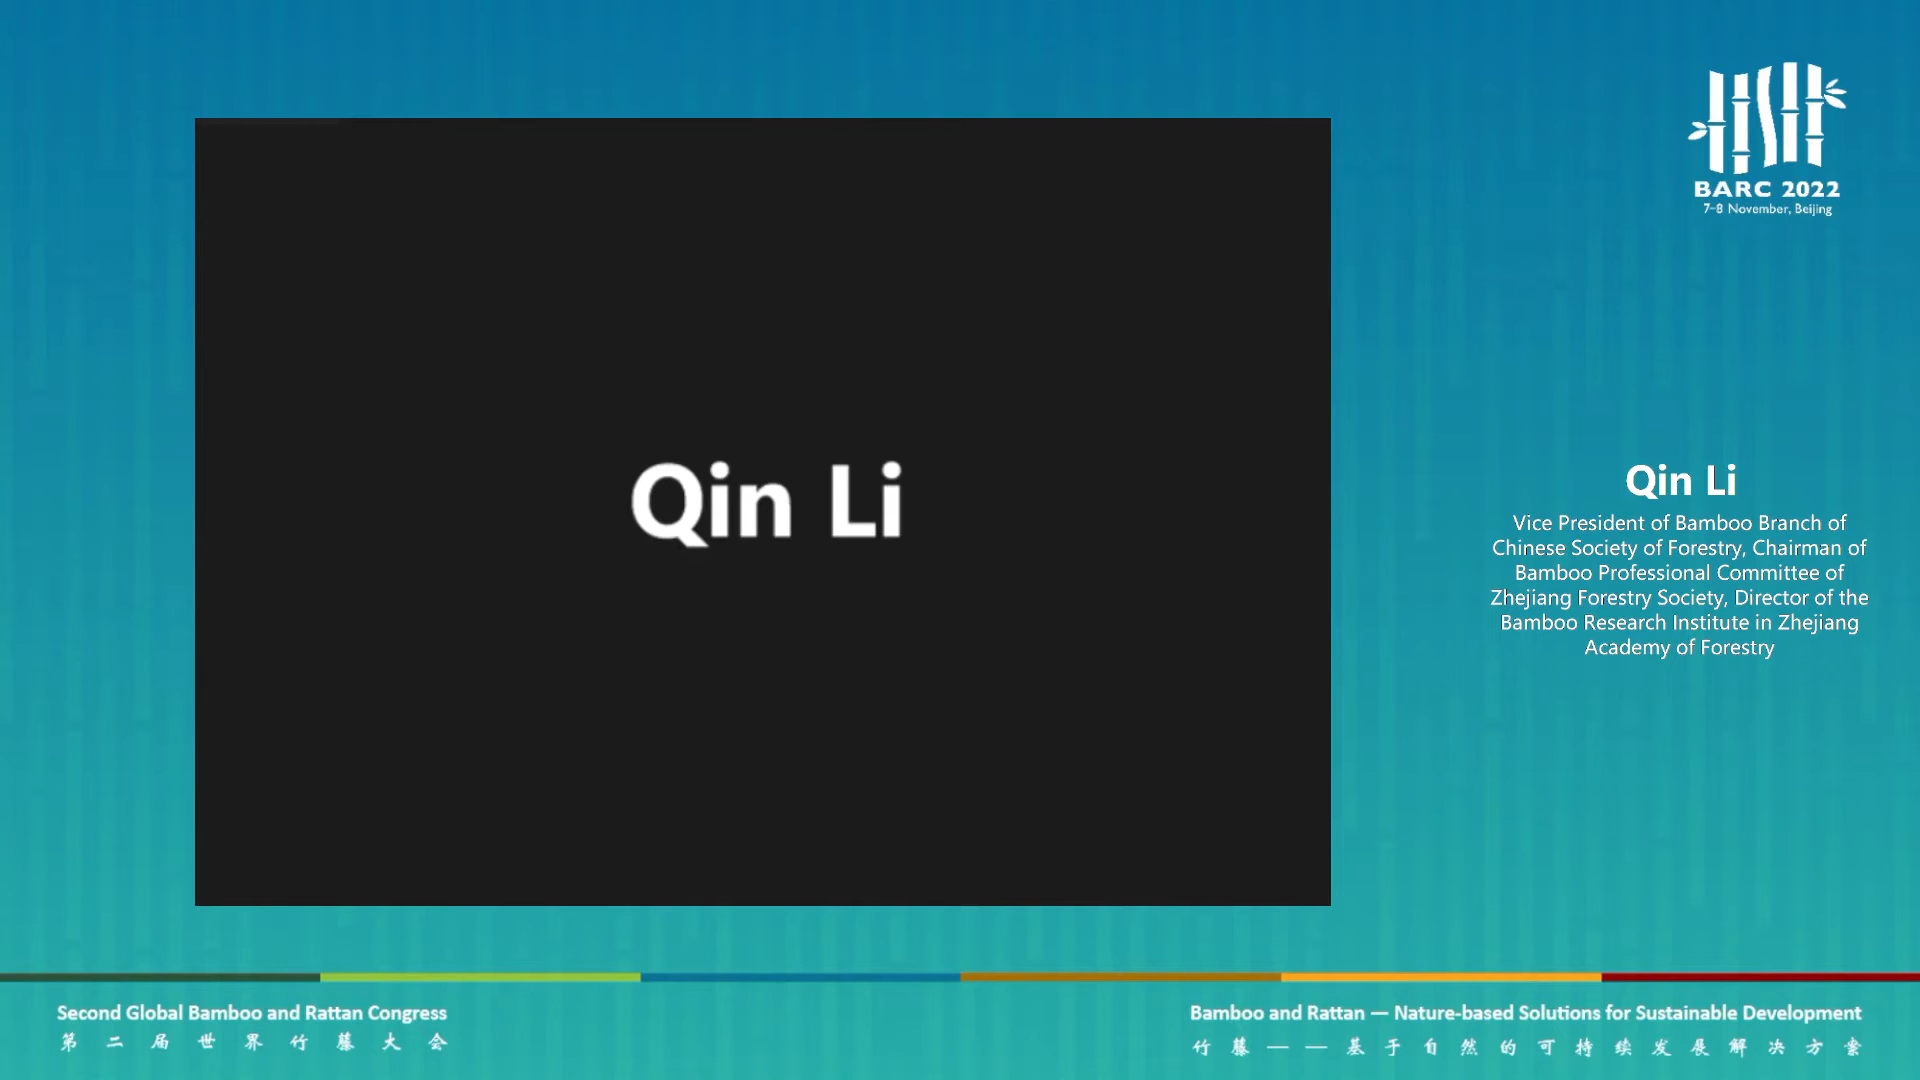 BARC 2022
7-8 November, Beijing
Qin Li
Qin Li
Vice President of Bamboo Branch of
Chinese Society of Forestry, Chairman of
Bamboo Professional Committee of
Zhejiang Forestry Society, Director of the
Bamboo Research Institute in Zhejiang
Academy of Forestry
Second Global Bamboo and Rattan Congress
第二届世界竹藤大会
Bamboo and Rattan — Nature-based Solutions for Sustainable Development
竹藤——基于自然的可持续发展解决方案